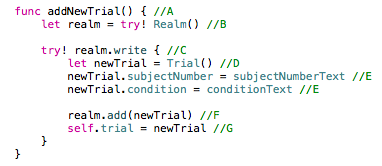 func addNewTrial() { //A
    let realm = try! Realm() //B

    try! realm.write { //C
        let newTrial = Trial() //D
        newTrial.subjectNumber = subjectNumberText //E
        newTrial.condition = conditionText //E

        realm.add(newTrial) //F
        self.trial = newTrial //G
    }
}